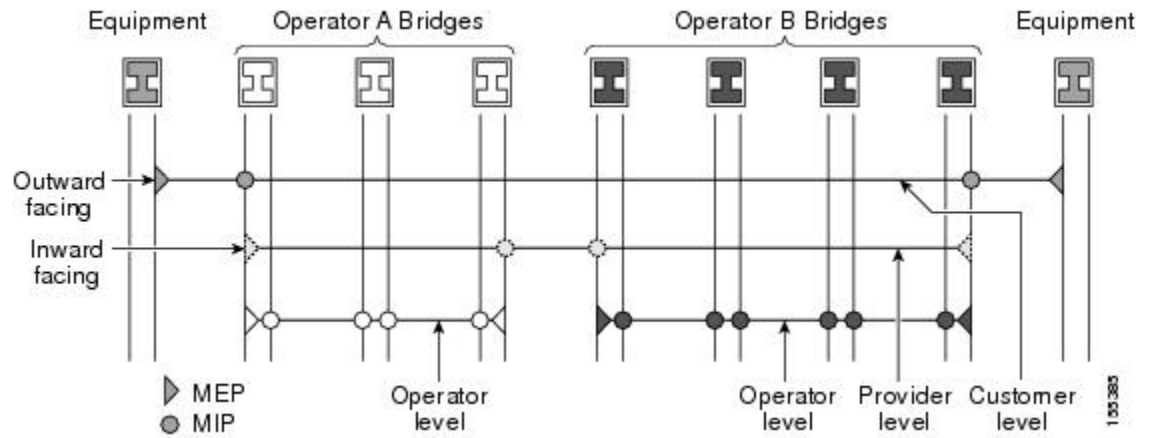 Equipment
Operator A Bridges
Operator B Bridges
Equipment
Outward
facing
Inward
facing
MEP
MIP
Operator
level
Operator
level
Provider
level
Customer
level
155385